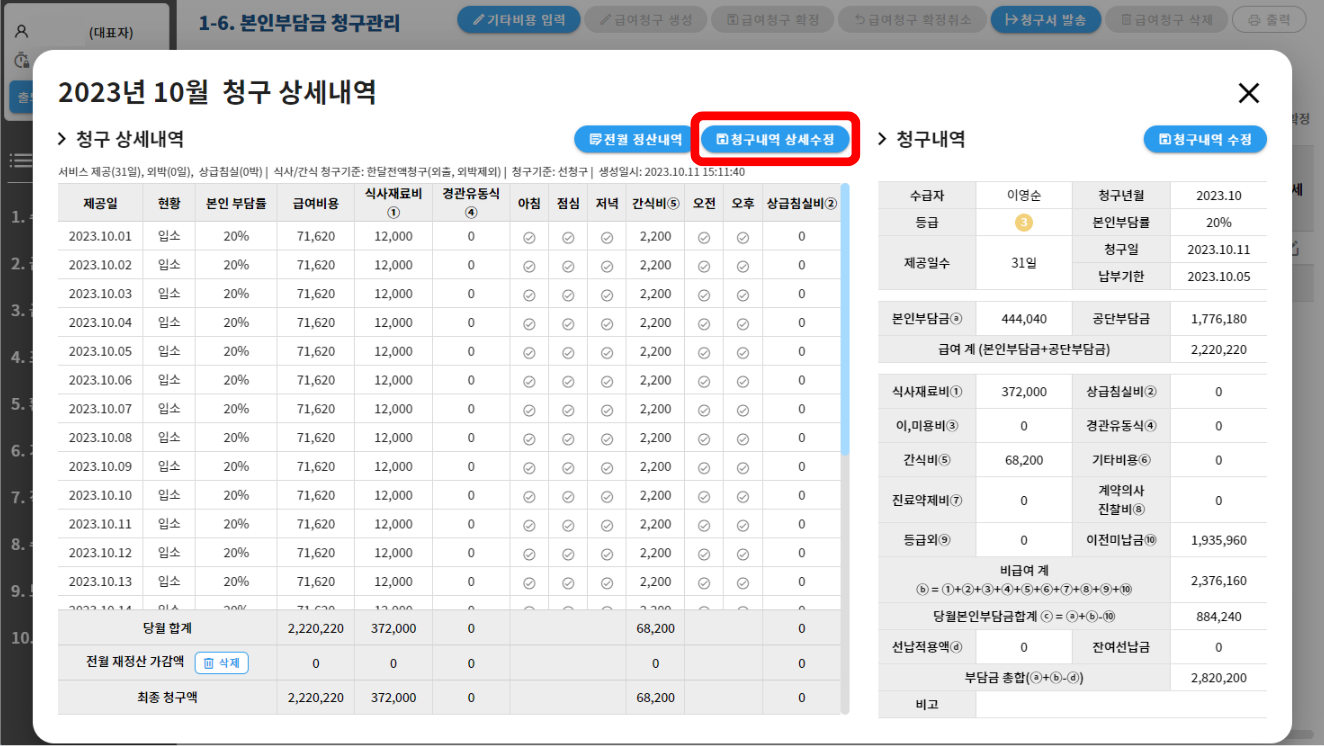 (대표자)
1-6. 본인부담금 청구관리
기타비용 입력
급여청구 생성
급여청구 확정
급여청구 확정취소
청구서 발송
급여청구 삭제
출력
2023년 10월 청구 상세내역
청구 상세내역
전월 정산내역
청구내역 상세수정
서비스 제공(31일), 외박(0일), 상급침실(0박) | 식사/간식 청구기준: 한달전액청구(외출, 외박제외) | 청구기준: 선청구 | 생성일시: 2023.10.11 15:11:40
제공일 현황 본인 부담률 급여비용 식사재료비① 경관유동식④ 아침 점심 저녁 간식비⑤ 오전 오후 상급침실비②
2023.10.01 입소 20% 71,620 12,000 0 2,200 0
2023.10.02 입소 20% 71,620 12,000 0 2,200 0
2023.10.03 입소 20% 71,620 12,000 0 2,200 0
2023.10.04 입소 20% 71,620 12,000 0 2,200 0
2023.10.05 입소 20% 71,620 12,000 0 2,200 0
2023.10.06 입소 20% 71,620 12,000 0 2,200 0
2023.10.07 입소 20% 71,620 12,000 0 2,200 0
2023.10.08 입소 20% 71,620 12,000 0 2,200 0
2023.10.09 입소 20% 71,620 12,000 0 2,200 0
2023.10.10 입소 20% 71,620 12,000 0 2,200 0
2023.10.11 입소 20% 71,620 12,000 0 2,200 0
2023.10.12 입소 20% 71,620 12,000 0 2,200 0
2023.10.13 입소 20% 71,620 12,000 0 2,200 0
2023.10.14 입소 20% 71,620 12,000 0 2,200 0
당월 합계 2,220,220 372,000 0 68,200 0
전월 재정산 가감액 삭제 0 0 0 0 0
최종 청구액 2,220,220 372,000 0 68,200 0
청구내역
청구내역 수정
수급자 이영순 청구년월 2023.10
등급 3 본인부담률 20%
제공일수 31일 청구일 2023.10.11
납부기한 2023.10.05
본인부담금ⓐ 444,040 공단부담금 1,776,180
급여 계 (본인부담금+공단부담금) 2,220,220
식사재료비① 372,000 상급침실비② 0
이,미용비③ 0 경관유동식④ 0
간식비⑤ 68,200 기타비용⑥ 0
진료약제비⑦ 0 계약의사 진찰비⑧ 0
등급외⑨ 0 이전미납금⑩ 1,935,960
비급여 계
ⓑ = ①+②+③+④+⑤+⑥+⑦+⑧+⑨+⑩ 2,376,160
당월본인부담금합계 ⓒ = ⓐ+ⓑ-⑩ 884,240
선납적용액ⓓ 0 잔여선납금 0
부담금 총합(ⓐ+ⓑ-ⓓ) 2,820,200
비고
확정
1.
2.
3.
4.
5.
6.
7.
8.
9.
10.